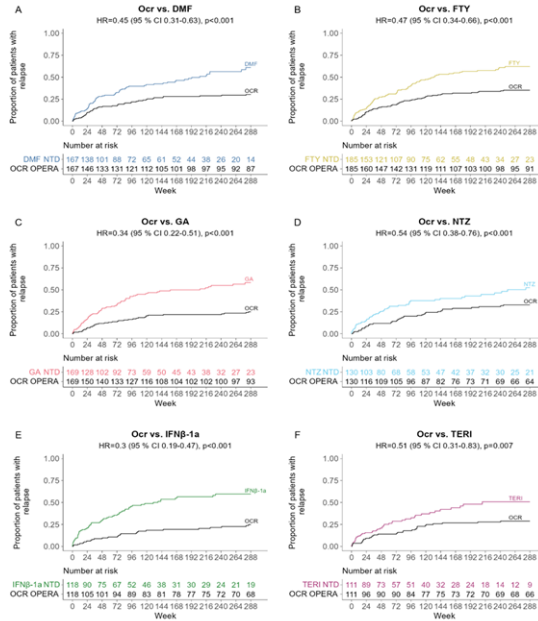 A
Ocr vs. DMF
HR=0.45 (95 % CI 0.31-0.63), p<0.001
Proportion of patients with
relapse
1.00
0.75
0.50
0.25
0.00
DMF
OCR
0 24 48 72 96 120 144 168 192 216 240 264 288
Number at risk
DMF NTD 167 138 101 88 72 65 61 52 44 38 26 20 14
OCR OPERA 167 146 133 131 121 112 105 101 98 97 95 92 87
0 24 48 72 96 120 144 168 192 216 240 264 288
Week
B
Ocr vs. FTY
HR=0.47 (95 % CI 0.34-0.66), p<0.001
Proportion of patients with
relapse
1.00
0.75
0.50
0.25
0.00
FTY
OCR
0 24 48 72 96 120 144 168 192 216 240 264 288
Number at risk
FTY NTD 185 153 121 107 90 75 62 55 48 43 34 27 23
OCR OPERA 185 160 147 142 131 119 111 107 103 100 98 95 91
0 24 48 72 96 120 144 168 192 216 240 264 288
Week
C
Ocr vs. GA
HR=0.34 (95 % CI 0.22-0.51), p<0.001
Proportion of patients with
relapse
1.00
0.75
0.50
0.25
0.00
GA
OCR
0 24 48 72 96 120 144 168 192 216 240 264 288
Number at risk
GA NTD 169 128 102 92 73 59 50 45 43 38 32 27 23
OCR OPERA 169 150 140 133 127 116 108 104 102 102 100 97 93
0 24 48 72 96 120 144 168 192 216 240 264 288
Week
D
Ocr vs. NTZ
HR=0.54 (95 % CI 0.38-0.76), p<0.001
Proportion of patients with
relapse
1.00
0.75
0.50
0.25
0.00
NTZ
OCR
0 24 48 72 96 120 144 168 192 216 240 264 288
Number at risk
NTZ NTD 130 103 80 68 58 53 47 42 37 32 30 25 21
OCR OPERA 130 116 109 105 96 87 82 76 73 71 69 66 64
0 24 48 72 96 120 144 168 192 216 240 264 288
Week
E
Ocr vs. IFNβ-1a
HR=0.3 (95 % CI 0.19-0.47), p<0.001
Proportion of patients with
relapse
1.00
0.75
0.50
0.25
0.00
IFNβ-1a
OCR
0 24 48 72 96 120 144 168 192 216 240 264 288
Number at risk
IFNβ-1a NTD 118 90 75 67 52 46 38 31 30 29 24 21 19
OCR OPERA 118 105 101 94 89 83 81 78 77 75 72 70 68
0 24 48 72 96 120 144 168 192 216 240 264 288
Week
F
Ocr vs. TERI
HR=0.51 (95 % CI 0.31-0.83), p=0.007
Proportion of patients with
relapse
1.00
0.75
0.50
0.25
0.00
TERI
OCR
0 24 48 72 96 120 144 168 192 216 240 264 288
Number at risk
TERI NTD 111 89 73 57 51 40 32 28 24 18 14 12 9
OCR OPERA 111 96 90 90 84 77 75 73 72 70 69 68 66
0 24 48 72 96 120 144 168 192 216 240 264 288
Week